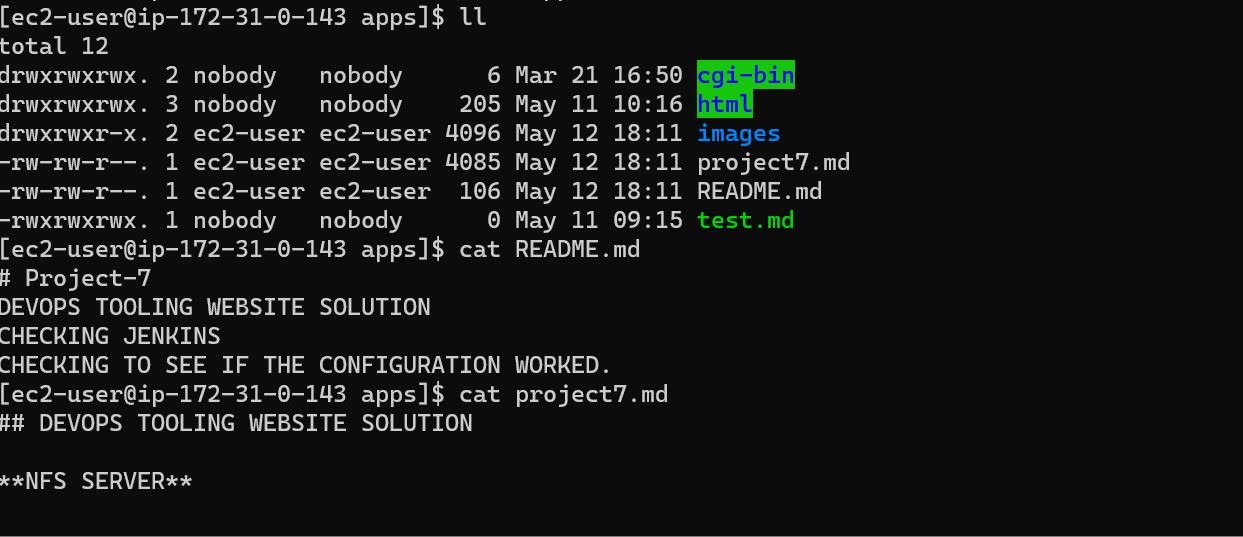 [ec2-user@ip-172-31-0-143 apps]$ ll
total 12
drwxrwxrwx. 2 nobody   nobody      6 Mar 21 16:50 cgi-bin
drwxrwxrwx. 3 nobody   nobody    205 May 11 10:16 html
drwxrwxr-x. 2 ec2-user ec2-user 4096 May 12 18:11 images
-rw-rw-r--. 1 ec2-user ec2-user 4085 May 12 18:11 project7.md
-rw-rw-r--. 1 ec2-user ec2-user  106 May 12 18:11 README.md
-rwxrwxrwx. 1 nobody   nobody      0 May 11 09:15 test.md
[ec2-user@ip-172-31-0-143 apps]$ cat README.md
# Project-7
DEVOPS TOOLING WEBSITE SOLUTION
CHECKING JENKINS
CHECKING TO SEE IF THE CONFIGURATION WORKED.
[ec2-user@ip-172-31-0-143 apps]$ cat project7.md
## DEVOPS TOOLING WEBSITE SOLUTION

**NFS SERVER**